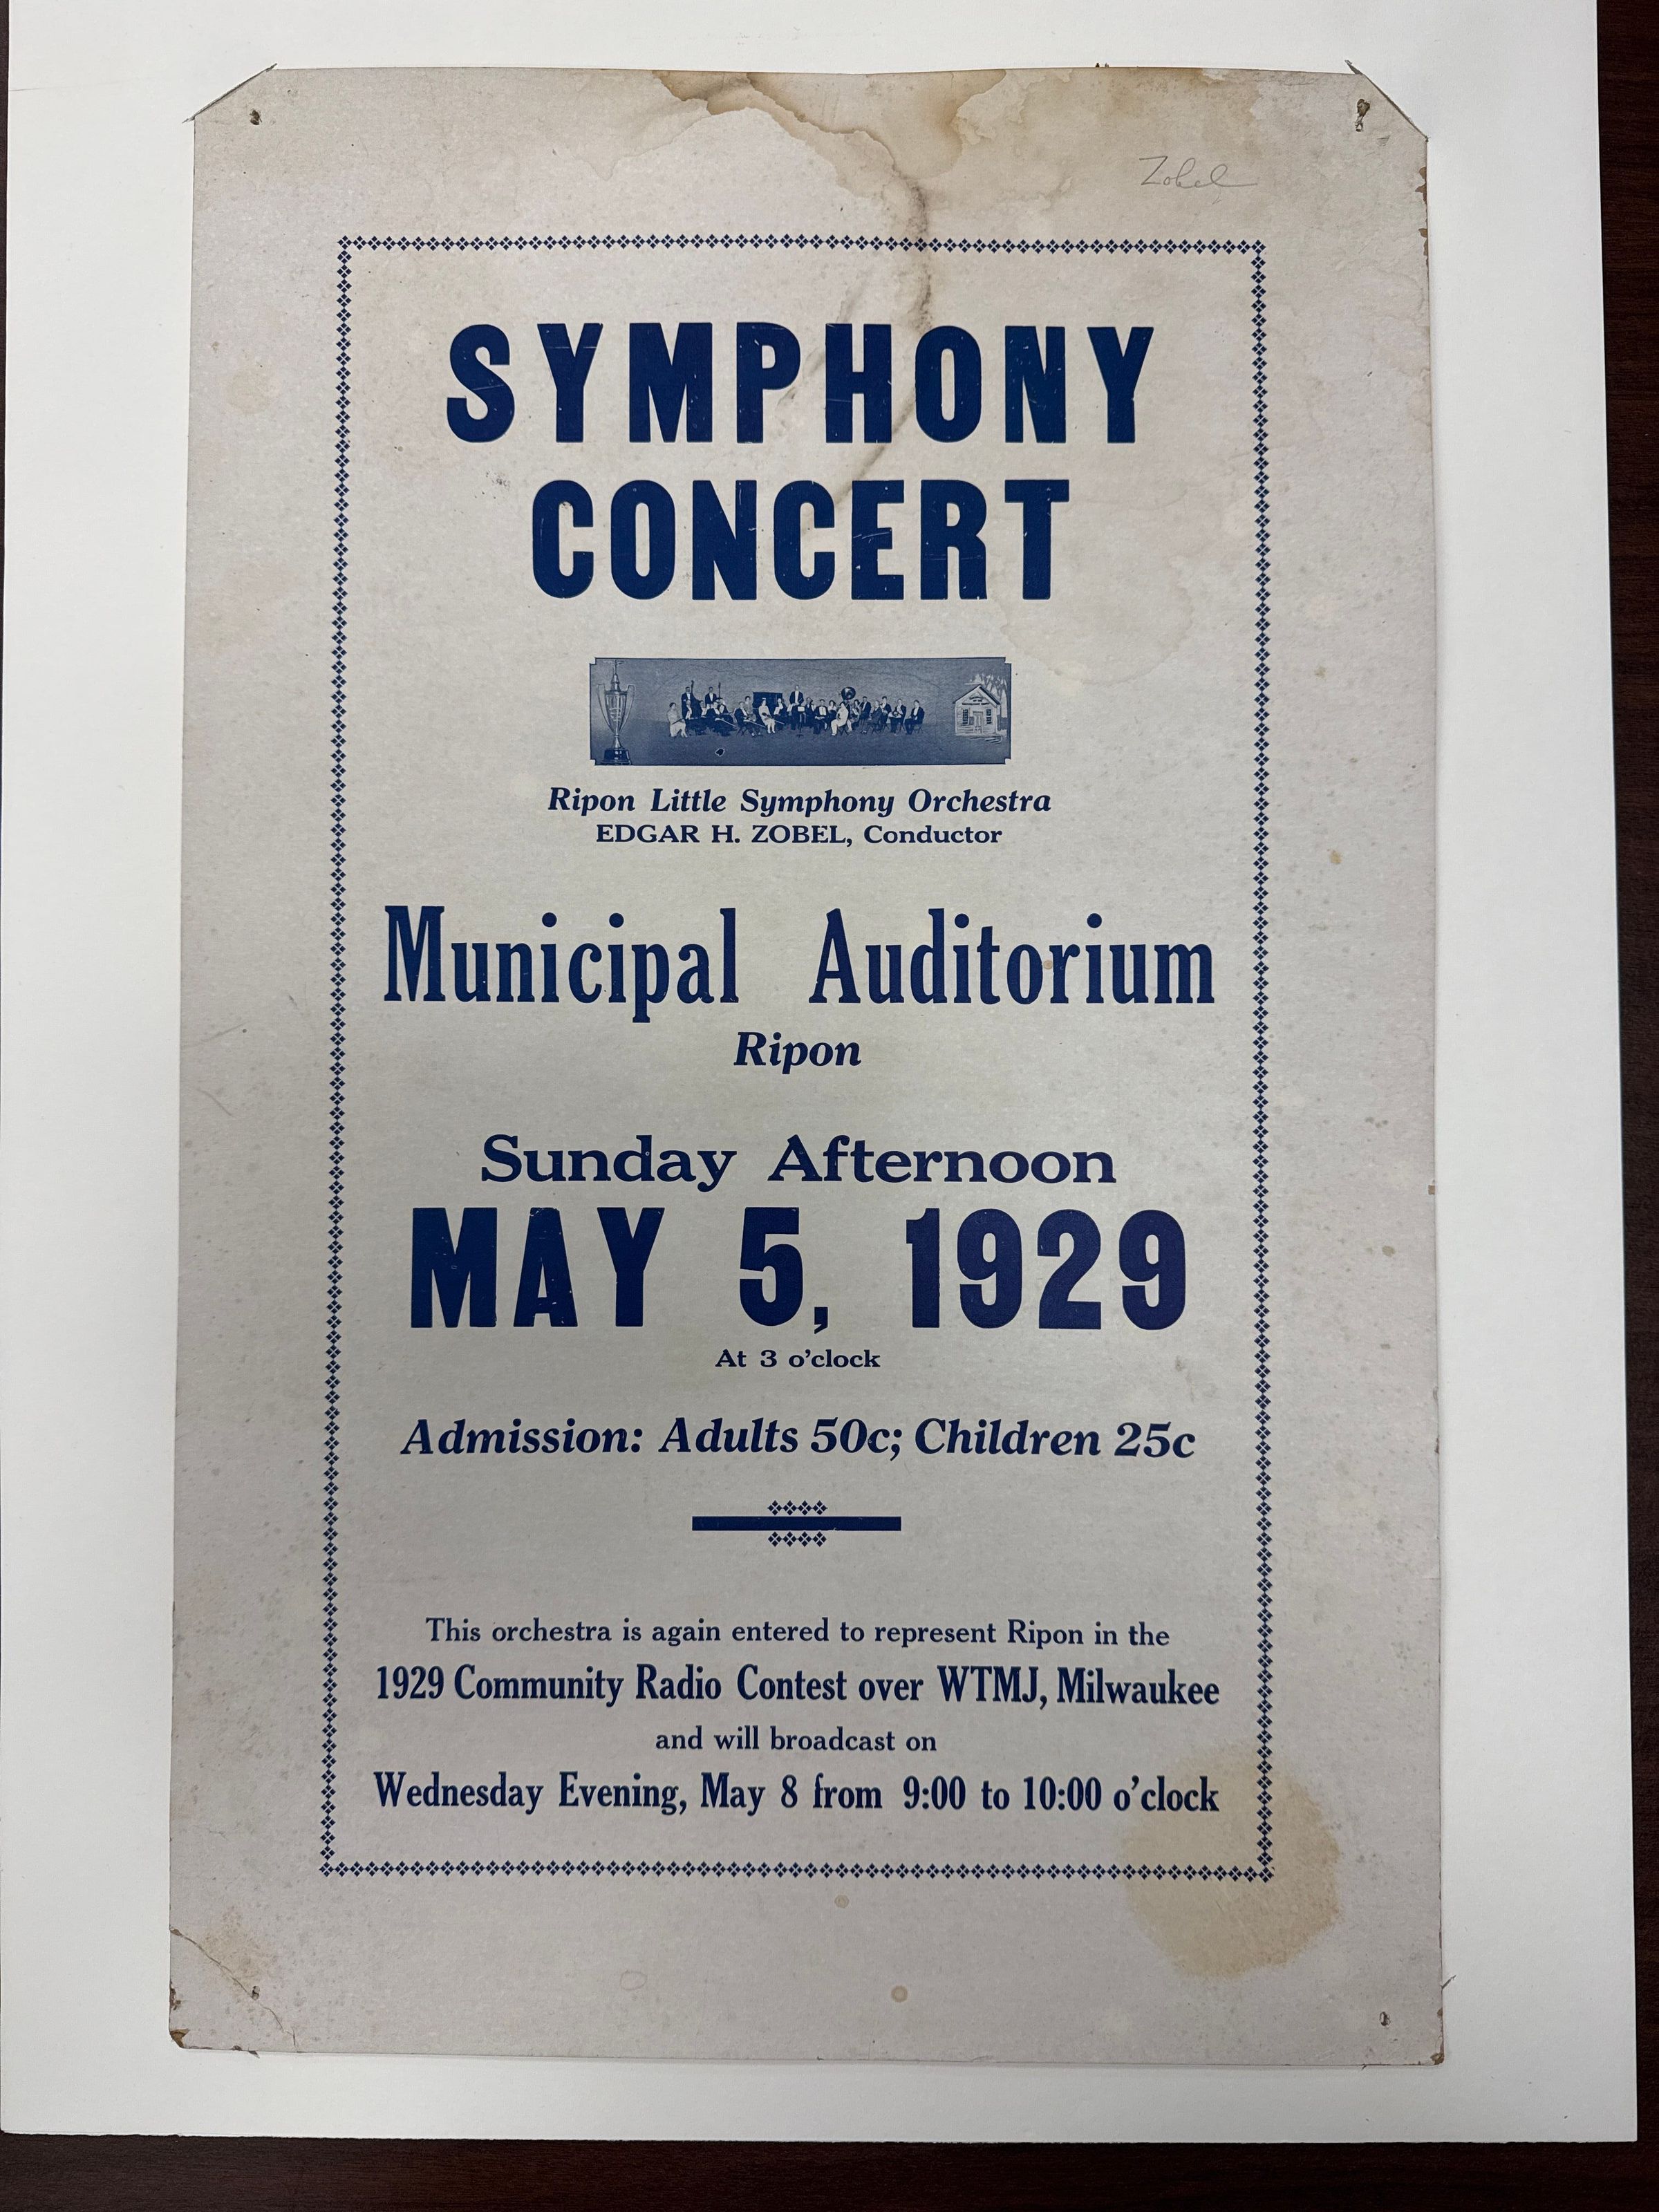 Zobel
SYMPHONY
CONCERT
Ripon Little Symphony Orchestra
EDGAR H. ZOBEL, Conductor
Municipal Auditorium
Ripon
Sunday Afternoon
MAY 5, 1929
At 3 o'clock
Admission: Adults 50c; Children 25c
This orchestra is again entered to represent Ripon in the
1929 Community Radio Contest over WTMJ, Milwaukee
and will broadcast on
Wednesday Evening, May 8 from 9:00 to 10:00 o'clock